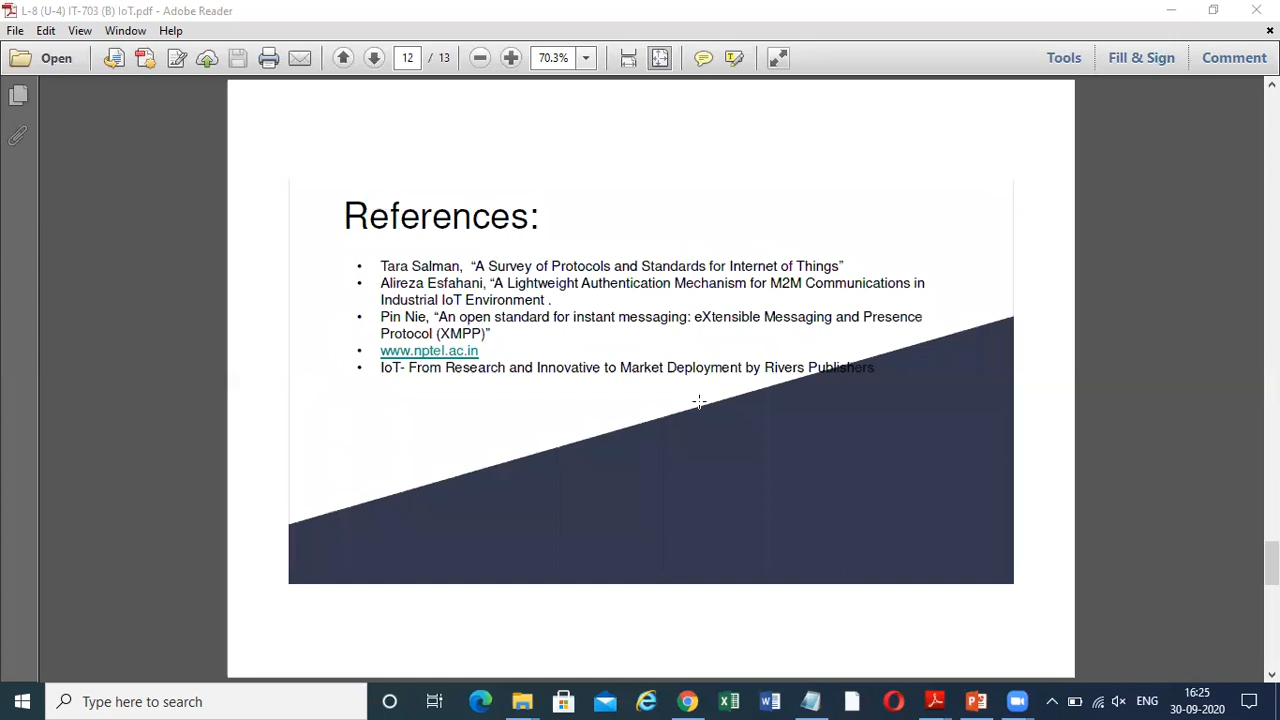 L-8 (U-4) IT-703 (B) IoT.pdf - Adobe Reader
File Edit View Window Help
Open 12 / 13 70.3% Tools Fill & Sign Comment
References:
• Tara Salman, “A Survey of Protocols and Standards for Internet of Things”
• Alireza Esfahani, “A Lightweight Authentication Mechanism for M2M Communications in
Industrial IoT Environment .
• Pin Nie, “An open standard for instant messaging: eXtensible Messaging and Presence
Protocol (XMPP)”
• www.nptel.ac.in
• IoT- From Research and Innovative to Market Deployment by Rivers Publishers
Type here to search
ENG
16:25
30-09-2020